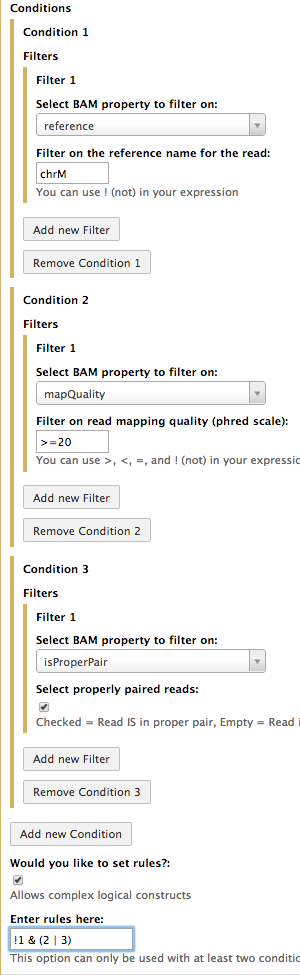 Conditions
Condition 1
Filters
Filter 1
Select BAM property to filter on:
reference
Filter on the reference name for the read:
chrM
You can use ! (not) in your expression
Add new Filter
Remove Condition 1
Condition 2
Filters
Filter 1
Select BAM property to filter on:
mapQuality
Filter on read mapping quality (phred scale):
>=20
You can use >, <, =, and ! (not) in your expressio
Add new Filter
Remove Condition 2
Condition 3
Filters
Filter 1
Select BAM property to filter on:
isProperPair
Select properly paired reads:
Checked = Read IS in proper pair, Empty = Read i
Add new Filter
Remove Condition 3
Add new Condition
Would you like to set rules?:
Allows complex logical constructs
Enter rules here:
!1 & (2 | 3)
This option can only be used with at least two conditio